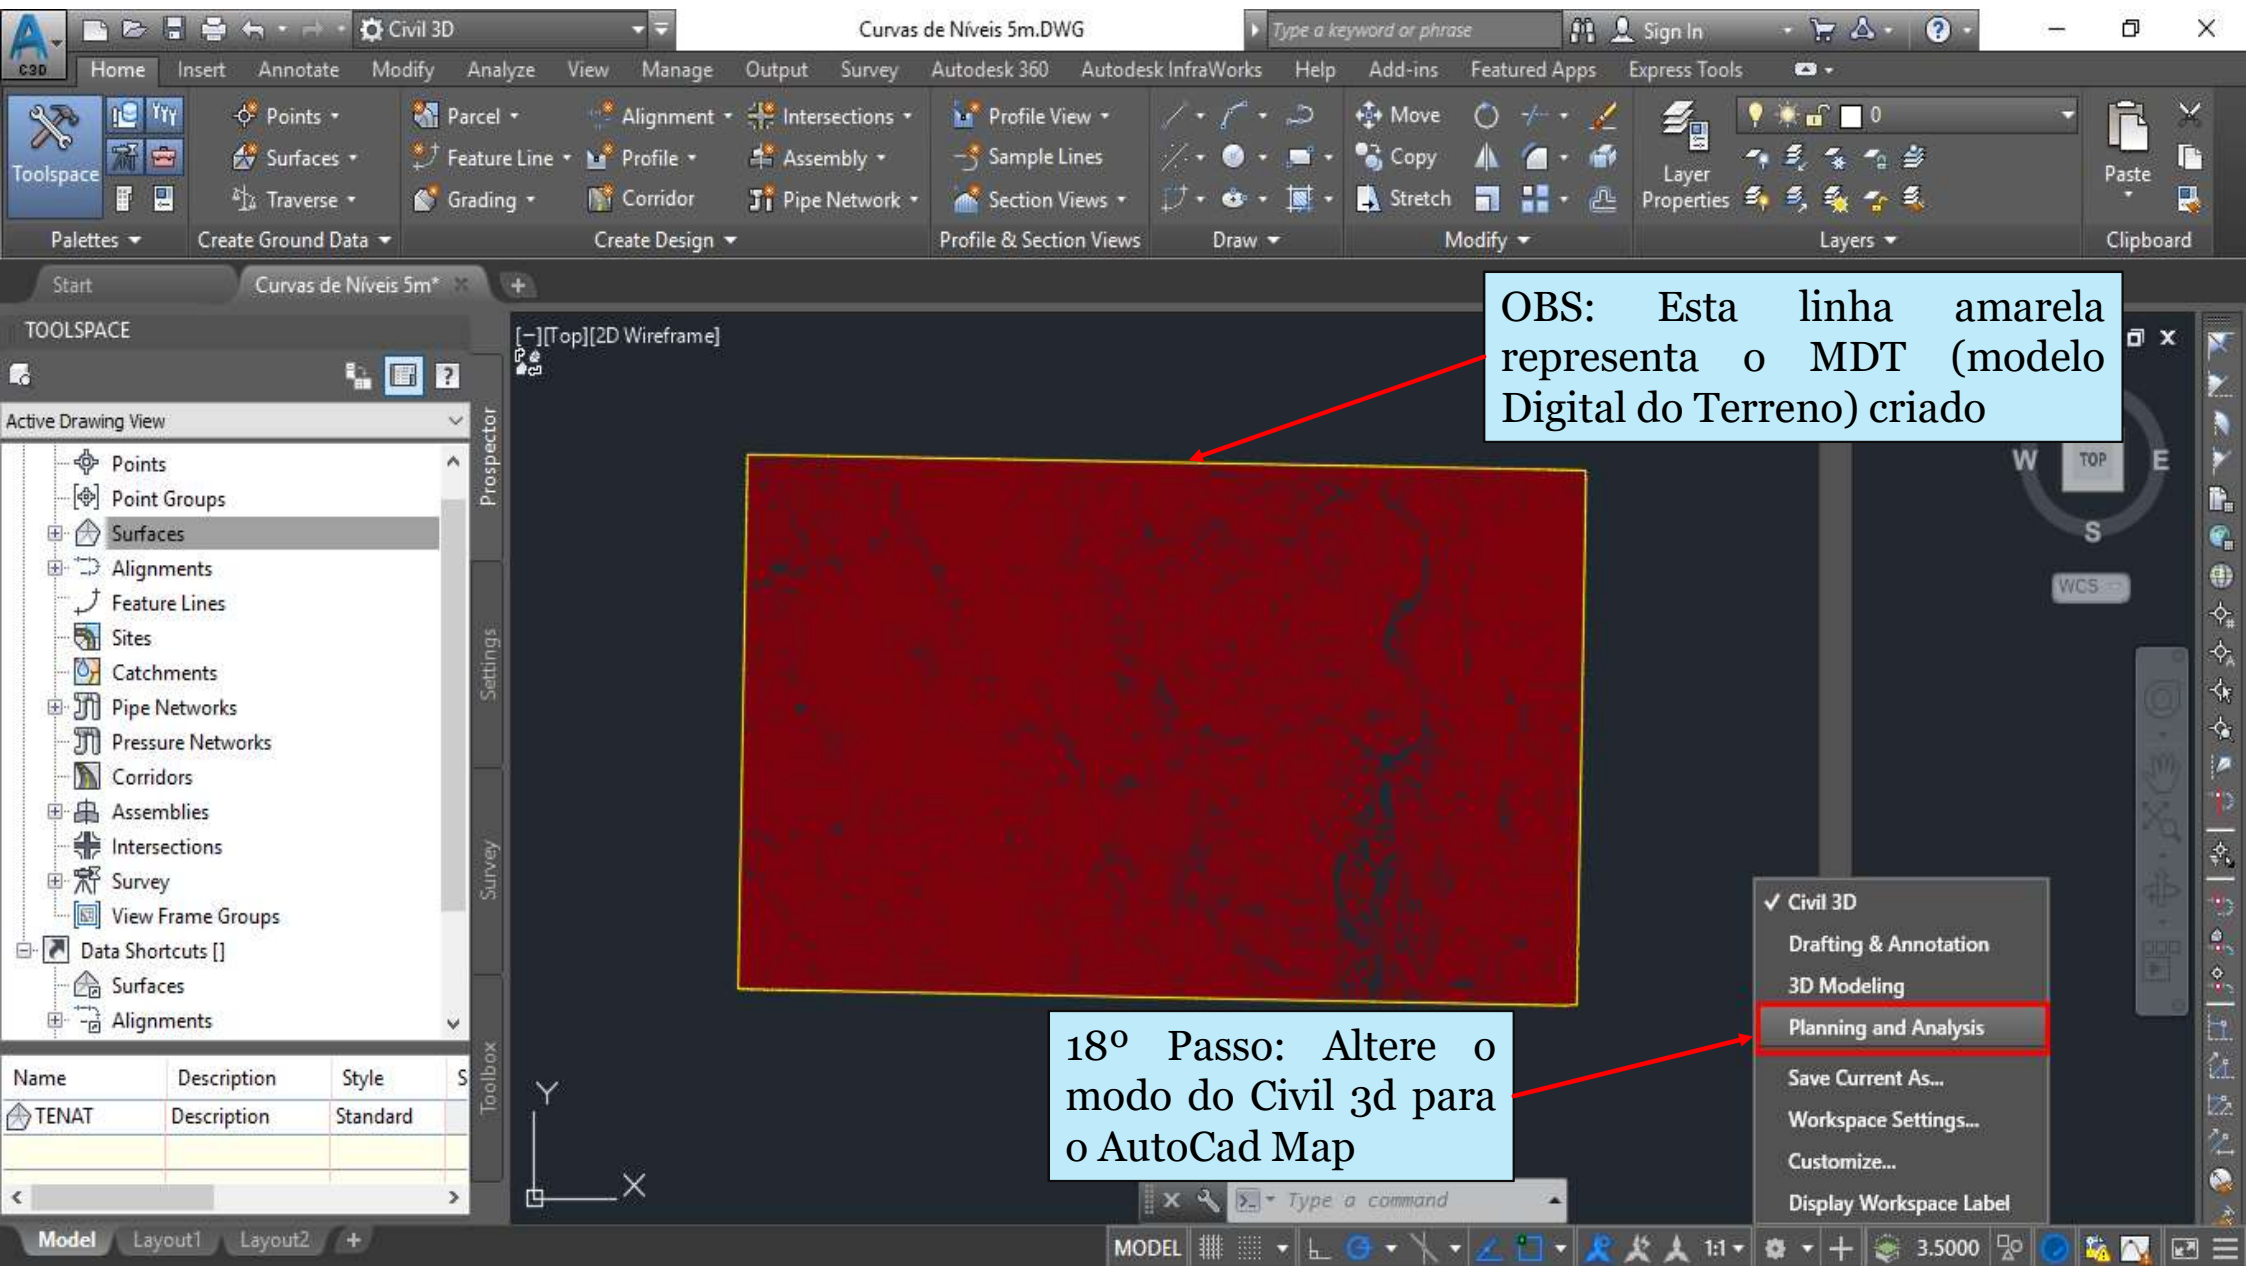 Civil 3D
Curvas de Níveis 5m.DWG
Type a keyword or phrase
Sign In
C3D
Home Insert Annotate Modify Analyze View Manage Output Survey Autodesk 360 Autodesk InfraWorks Help Add-ins Featured Apps Express Tools
Points Parcel Alignment Intersections Profile View Move 0
Surfaces Feature Line Profile Assembly Sample Lines Copy
Toolspace Layer Paste
Traverse Grading Corridor Pipe Network Section Views Stretch Properties
Palettes Create Ground Data Create Design Profile & Section Views Draw Modify Layers Clipboard
Start Curvas de Níveis 5m*
TOOLSPACE
[−][Top][2D Wireframe]
OBS: Esta linha amarela
representa o MDT (modelo
Digital do Terreno) criado
Active Drawing View
Points
Point Groups
Surfaces
Alignments
Feature Lines
Sites
Catchments
Pipe Networks
Pressure Networks
Corridors
Assemblies
Intersections
Survey
View Frame Groups
Data Shortcuts []
Surfaces
Alignments
Prospector
Settings
Survey
Toolbox
Name Description Style S
TENAT Description Standard
W TOP E
S
WCS
Y
X
18º Passo: Altere o
modo do Civil 3d para
o AutoCad Map
Civil 3D
Drafting & Annotation
3D Modeling
Planning and Analysis
Save Current As...
Workspace Settings...
Customize...
Display Workspace Label
Type a command
Model Layout1 Layout2
MODEL 1:1 3.5000